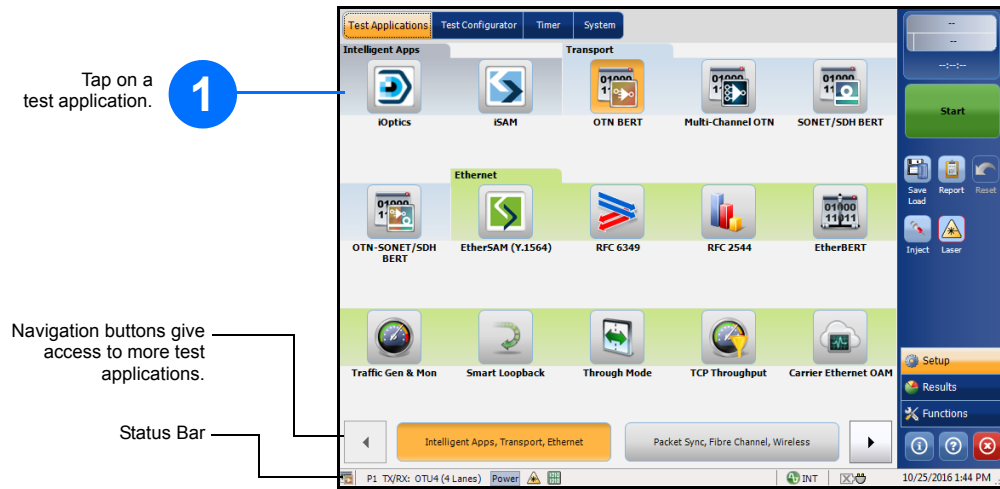 Tap on a
test application.
1
Test Applications Test Configurator Timer System
Intelligent Apps Transport
iOptics iSAM OTN BERT Multi-Channel OTN SONET/SDH BERT
Ethernet
OTN-SONET/SDH
BERT
EtherSAM (Y.1564) RFC 6349 RFC 2544 EtherBERT
Traffic Gen & Mon Smart Loopback Through Mode TCP Throughput Carrier Ethernet OAM
Navigation buttons give
access to more test
applications.
Intelligent Apps, Transport, Ethernet Packet Sync, Fibre Channel, Wireless
Status Bar
P1 TX/RX: OTU4 (4 Lanes) Power INT 10/25/2016 1:44 PM
--
--
--:--:--
Start
Save
Load
Report Reset
Inject Laser
Setup
Results
Functions